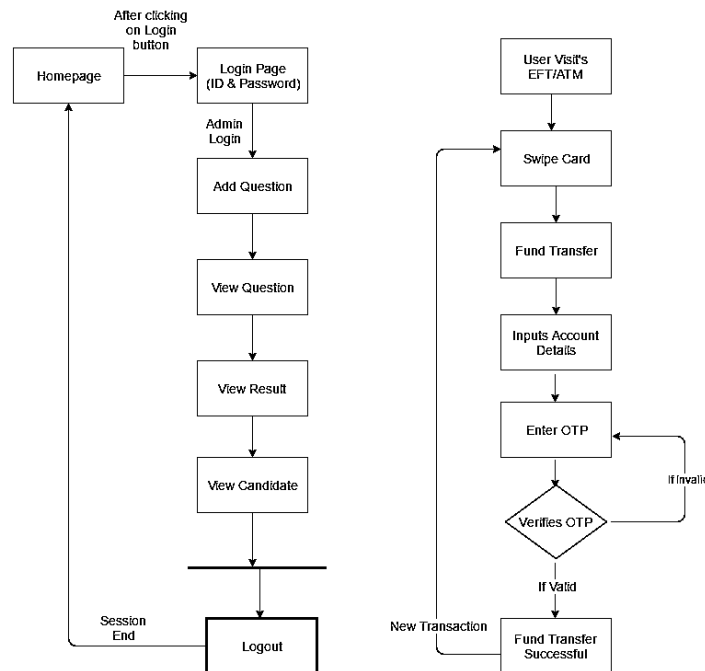 After clicking
on Login
button
Homepage
Login Page
(ID & Password)
Admin
Login
Add Question
View Question
View Result
View Candidate
Session
End
Logout
User Visit's
EFT/ATM
Swipe Card
Fund Transfer
Inputs Account
Details
Enter OTP
If Invalid
Verifies OTP
If Valid
New Transaction
Fund Transfer
Successful